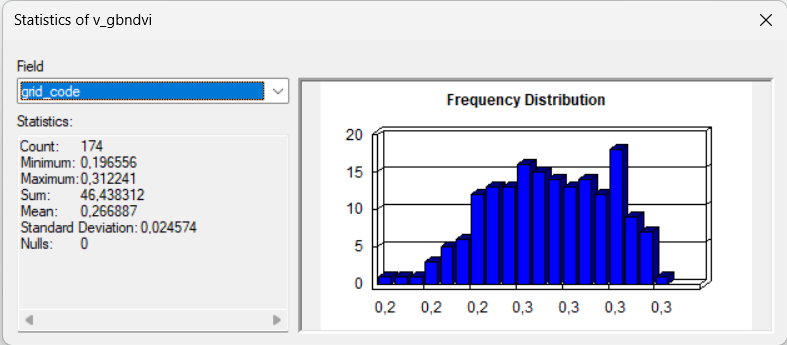 Statistics of v_gbndvi
Field
grid_code
Statistics:
Count: 174
Minimum: 0,196556
Maximum: 0,312241
Sum: 46,438312
Mean: 0,266887
Standard Deviation: 0,024574
Nulls: 0
Frequency Distribution
20
15
10
5
0
0,2 0,2 0,2 0,3 0,3 0,3 0,3